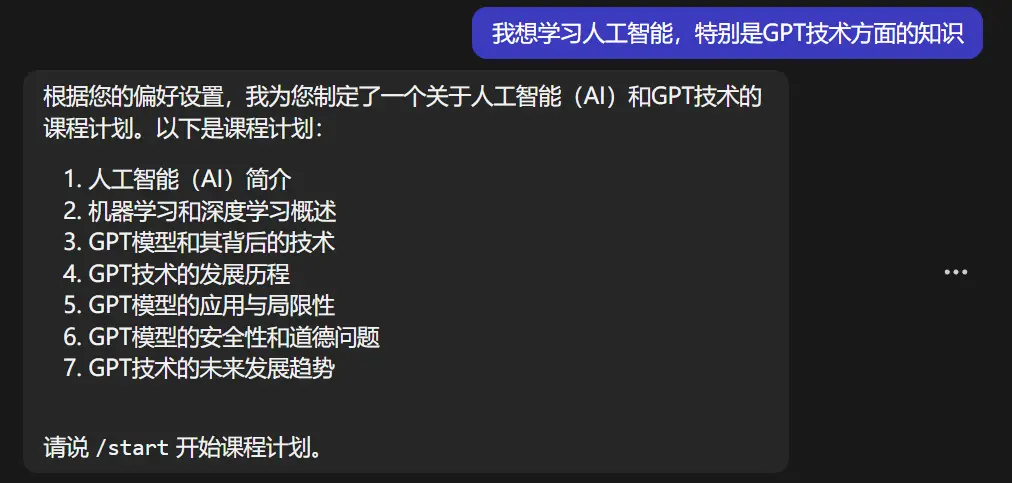 我想学习人工智能，特别是GPT技术方面的知识
根据您的偏好设置，我为您制定了一个关于人工智能（AI）和GPT技术的
课程计划。以下是课程计划：
1. 人工智能（AI）简介
2. 机器学习和深度学习概述
3. GPT模型和其背后的技术
4. GPT技术的发展历程
5. GPT模型的应用与局限性
6. GPT模型的安全性和道德问题
7. GPT技术的未来发展趋势
请说 /start 开始课程计划。